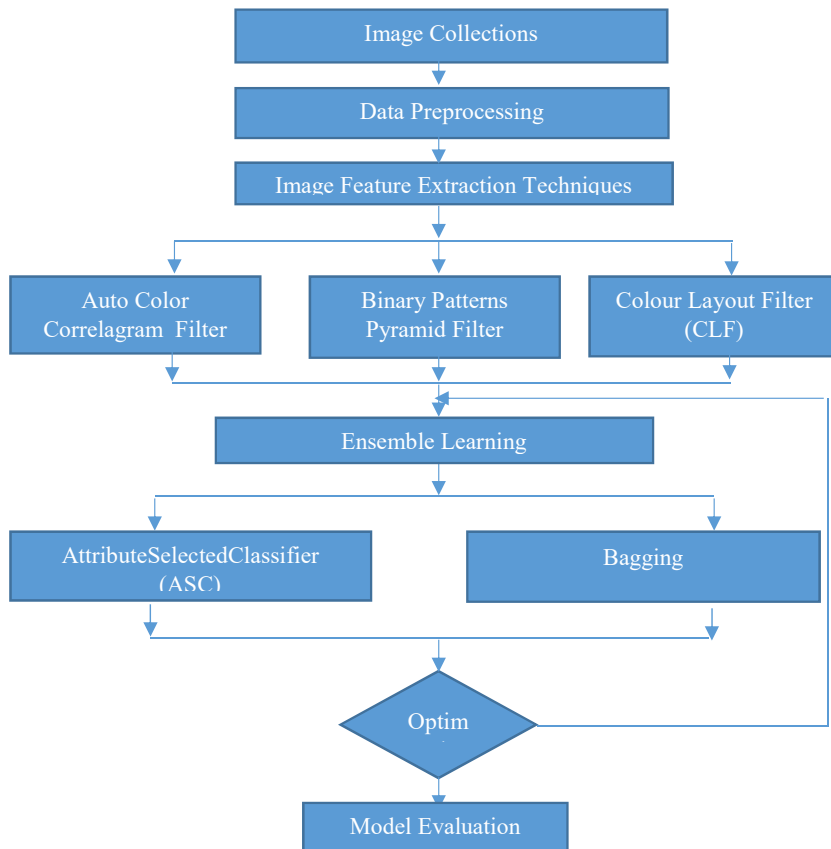 Image Collections
Data Preprocessing
Image Feature Extraction Techniques
Auto Color
Correlagram Filter
Binary Patterns
Pyramid Filter
Colour Layout Filter
(CLF)
Ensemble Learning
AttributeSelectedClassifier
(ASC)
Bagging
Optim
Model Evaluation